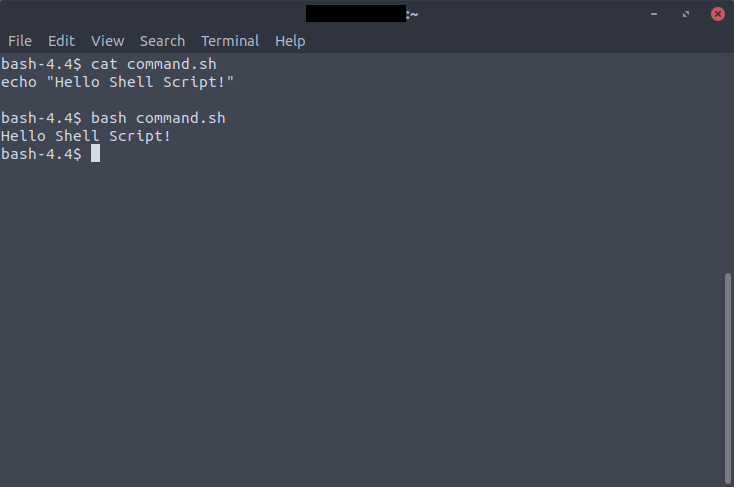 :~
File Edit View Search Terminal Help
bash-4.4$ cat command.sh
echo "Hello Shell Script!"
bash-4.4$ bash command.sh
Hello Shell Script!
bash-4.4$